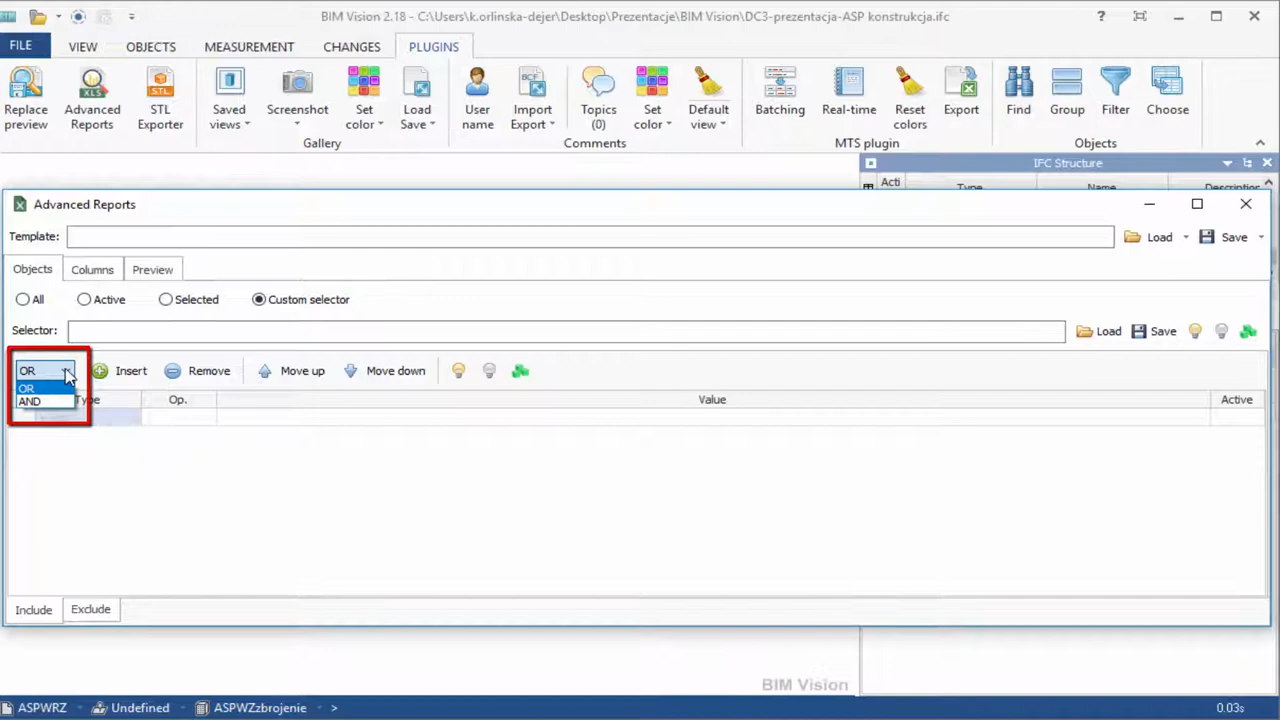 BIM Vision 2.18 - C:\Users\k.orlinska-dejer\Desktop\Prezentacje\BIM Vision\DC3-prezentacja-ASP konstrukcja.ifc
?
FILE VIEW OBJECTS MEASUREMENT CHANGES PLUGINS
Replace preview
Advanced Reports
XLS
STL Exporter
STL
Saved views
Screenshot
Set color
Load Save
User name
Import Export
BCF
Topics (0)
Set color
Default view
Batching
Real-time
Reset colors
Export
Find
Group
Filter
Choose
Gallery Comments MTS plugin Objects
IFC Structure
Acti Type Name Description
Advanced Reports
Template: Load Save
Objects Columns Preview
All Active Selected Custom selector
Selector: Load Save
OR Insert Remove Move up Move down
OR
AND
Type Op. Value Active
Include Exclude
BIM Vision
ASPWRZ Undefined ASPWZzbrojenie > 0.03s